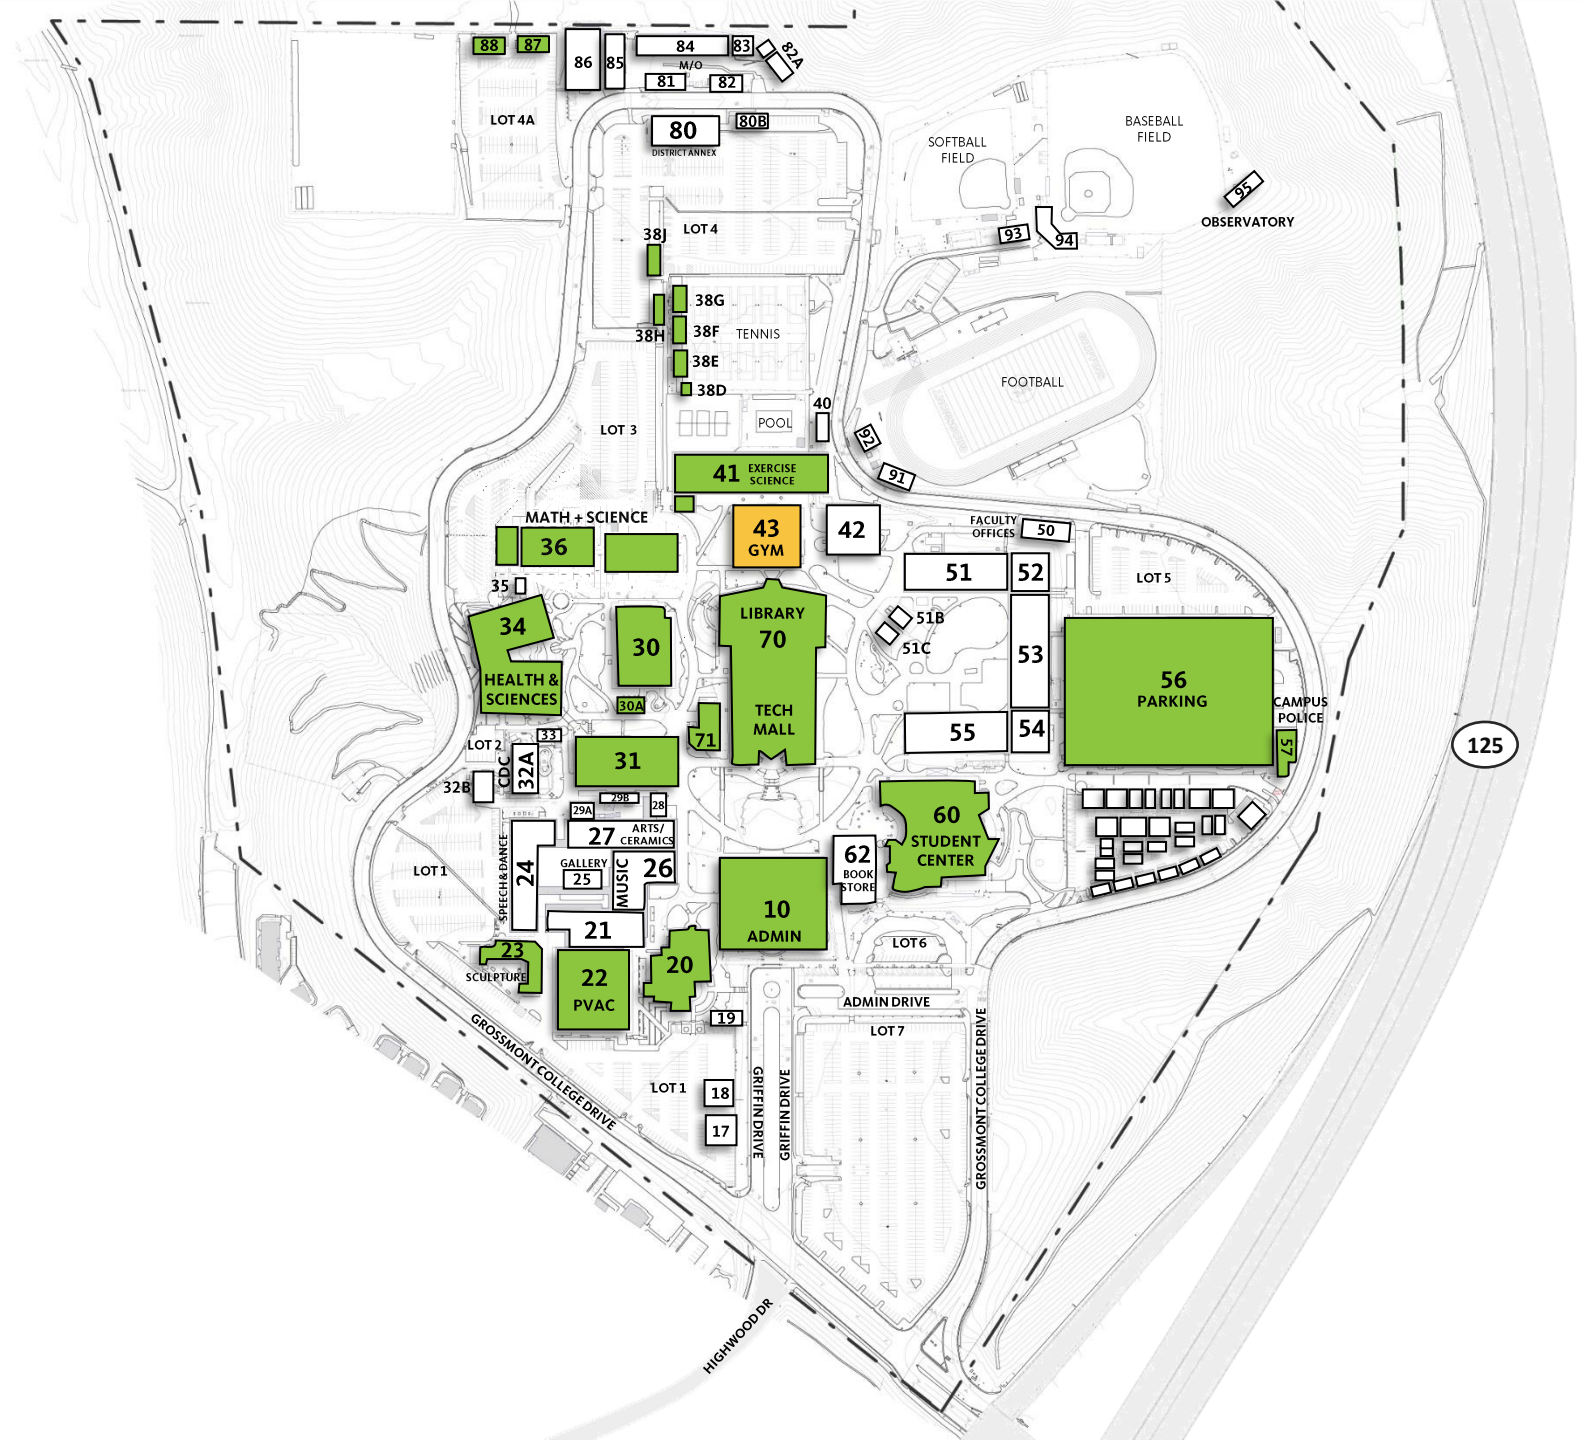 88
87
86
85
84
83
82A
M/O
81
82
LOT 4A
80
80B
DISTRICT ANNEX
SOFTBALL
FIELD
BASEBALL
FIELD
95
OBSERVATORY
93
94
38J
LOT 4
38G
38H
38F
TENNIS
38E
38D
FOOTBALL
40
POOL
LOT 3
92
91
41 EXERCISE
SCIENCE
MATH + SCIENCE
36
43
GYM
42
FACULTY
OFFICES
50
51
52
LOT 5
35
34
HEALTH &
SCIENCES
30
30A
LIBRARY
70
TECH
MALL
71
51B
51C
53
54
55
56
PARKING
CAMPUS
POLICE
57
125
LOT 2
33
CDC
32A
32B
31
29A
29B
28
27 ARTS/
CERAMICS
LOT 1
SPEECH & DANCE
24
GALLERY
25
MUSIC
26
60
STUDENT
CENTER
62
BOOK
STORE
10
ADMIN
21
23
SCULPTURE
22
PVAC
20
19
LOT6
ADMIN DRIVE
LOT 7
GROSSMONT COLLEGE DRIVE
LOT 1
18
17
GRIFFIN DRIVE
GRIFFIN DRIVE
GROSSMONT COLLEGE DRIVE
HIGHWOOD DR